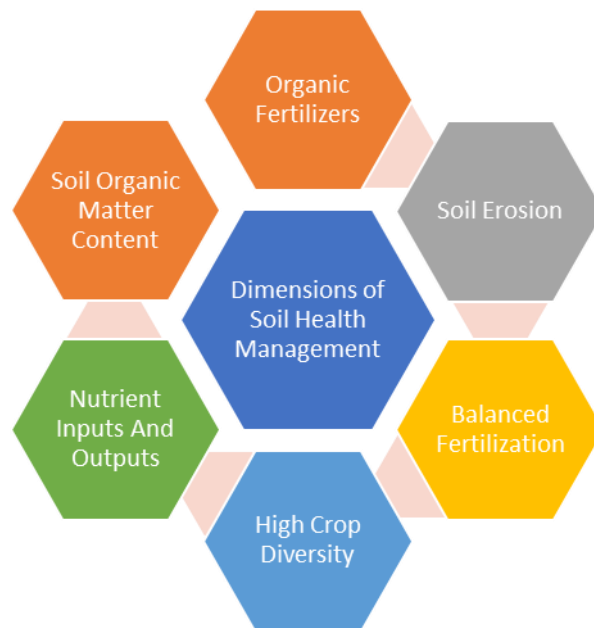 Organic
Fertilizers
Soil Erosion
Balanced
Fertilization
High Crop
Diversity
Nutrient
Inputs And
Outputs
Soil Organic
Matter
Content
Dimensions of
Soil Health
Management